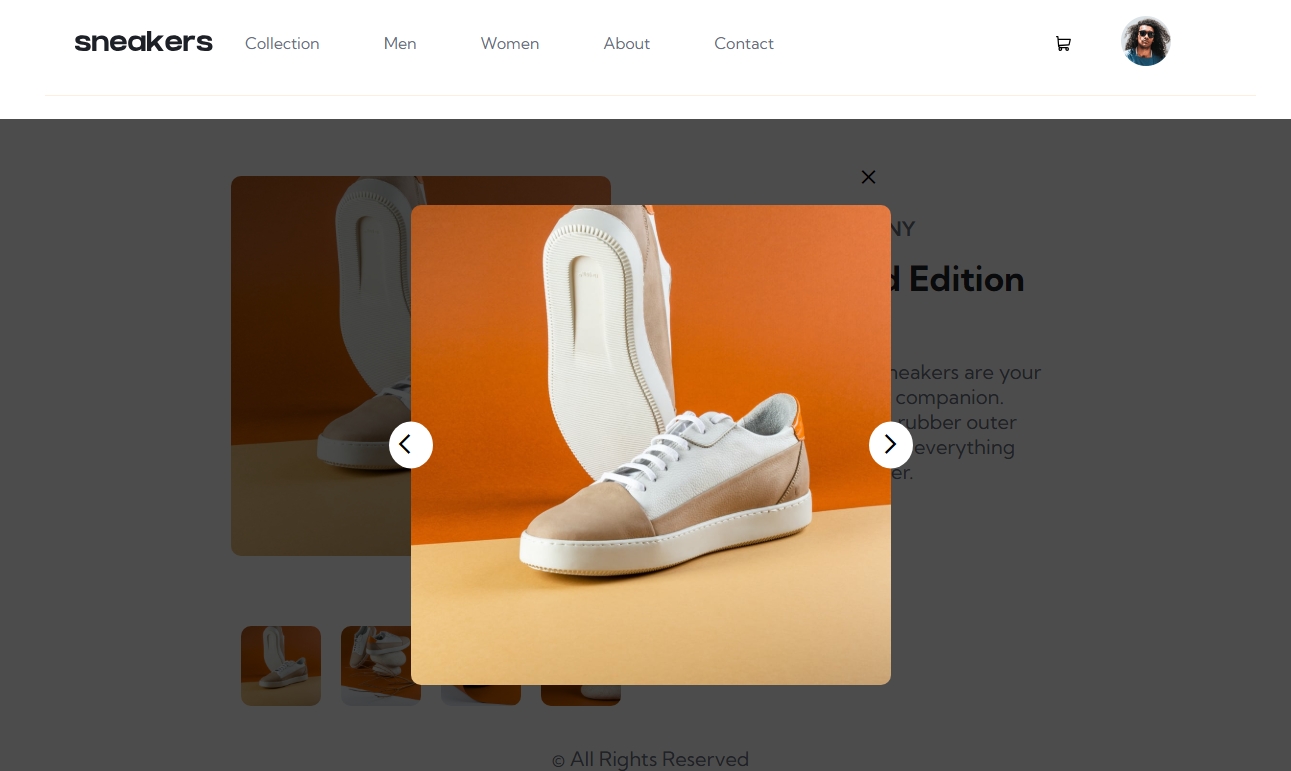 sneakers
Collection Men Women About Contact
NY
d Edition
neakers are your
companion.
rubber outer
everything
er.
© All Rights Reserved